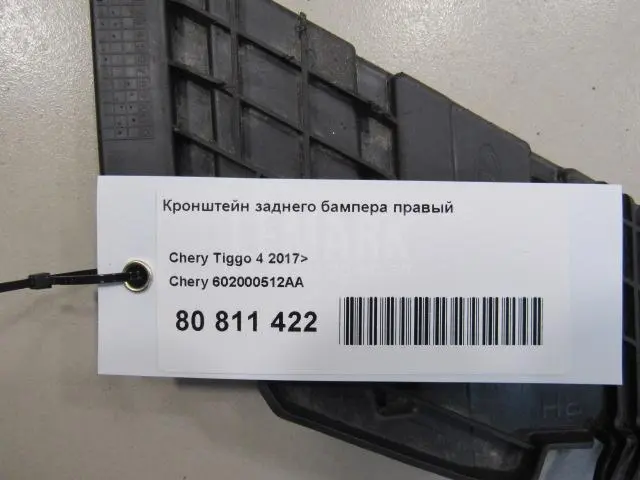 Кронштейн заднего бампера правый
Chery Tiggo 4 2017>
Chery 602000512AA
80 811 422